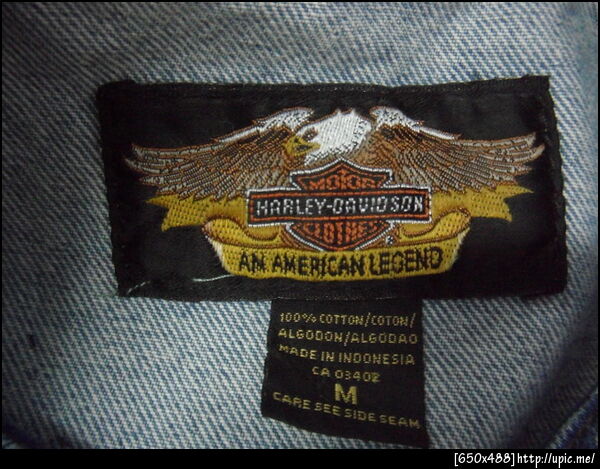 MOTOR
HARLEY-DAVIDSON
CLOTHES
®
AN AMERICAN LEGEND
100% COTTON/COTON/
ALGODON/ALGODAO
MADE IN INDONESIA
CA 03402
M
CARE SEE SIDE SEAM
[650x488]http://upic.me/